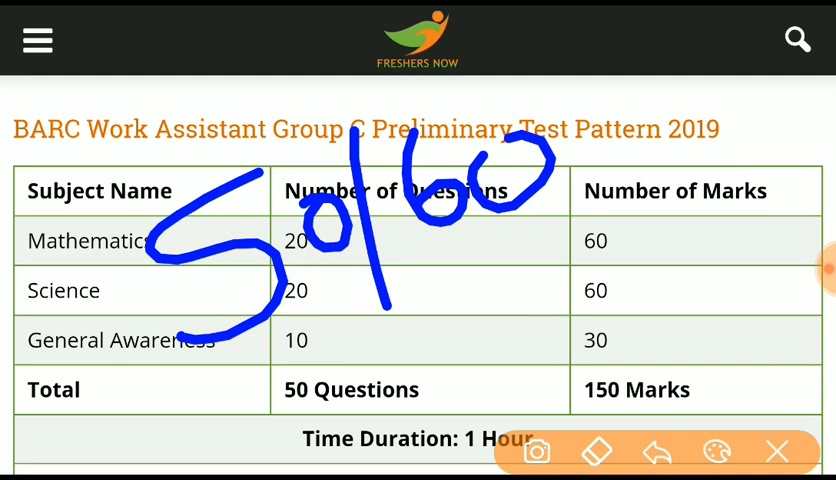 FRESHERS NOW
BARC Work Assistant Group C Preliminary Test Pattern 2019
Subject Name Number of Questions Number of Marks
50/60
Mathematics 20 60
Science 20 60
General Awareness 10 30
Total 50 Questions 150 Marks
Time Duration: 1 Hour